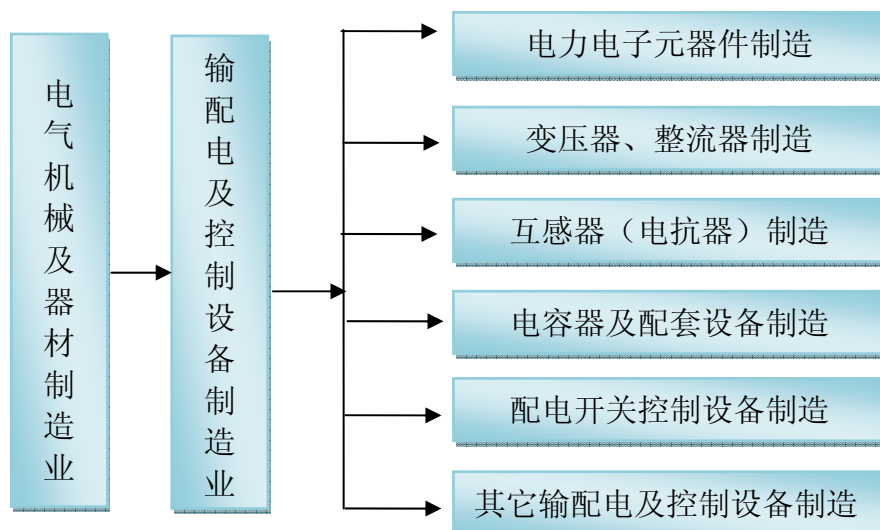 电气机械及器材制造业
输配电及控制设备制造业
电力电子元器件制造
变压器、整流器制造
互感器（电抗器）制造
电容器及配套设备制造
配电开关控制设备制造
其它输配电及控制设备制造